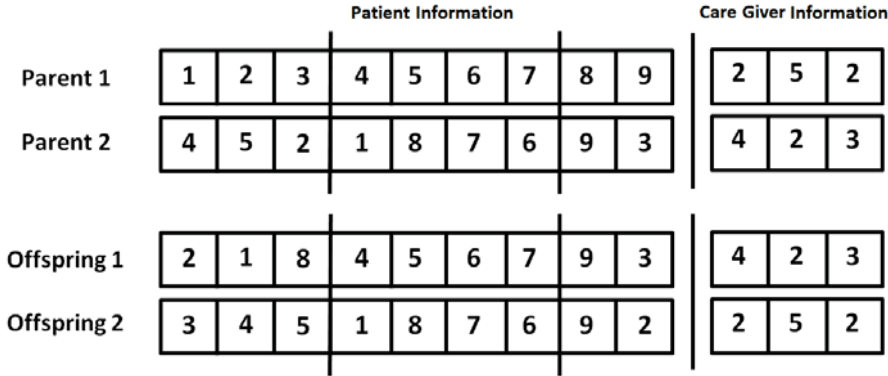 Patient Information Care Giver Information
Parent 1 1 2 3 4 5 6 7 8 9 2 5 2
Parent 2 4 5 2 1 8 7 6 9 3 4 2 3
Offspring 1 2 1 8 4 5 6 7 9 3 4 2 3
Offspring 2 3 4 5 1 8 7 6 9 2 2 5 2